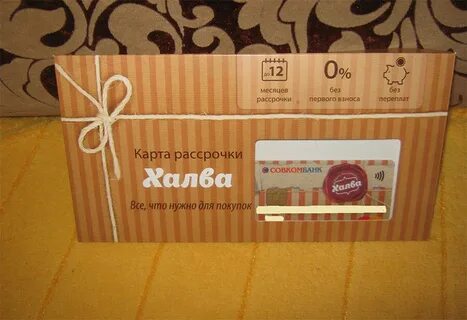 до 12
месяцев
рассрочки
0%
без
первого взноса
без
переплат
Карта рассрочки
Халва
Все, что нужно для покупок
СОВКОМБАНК
Халва